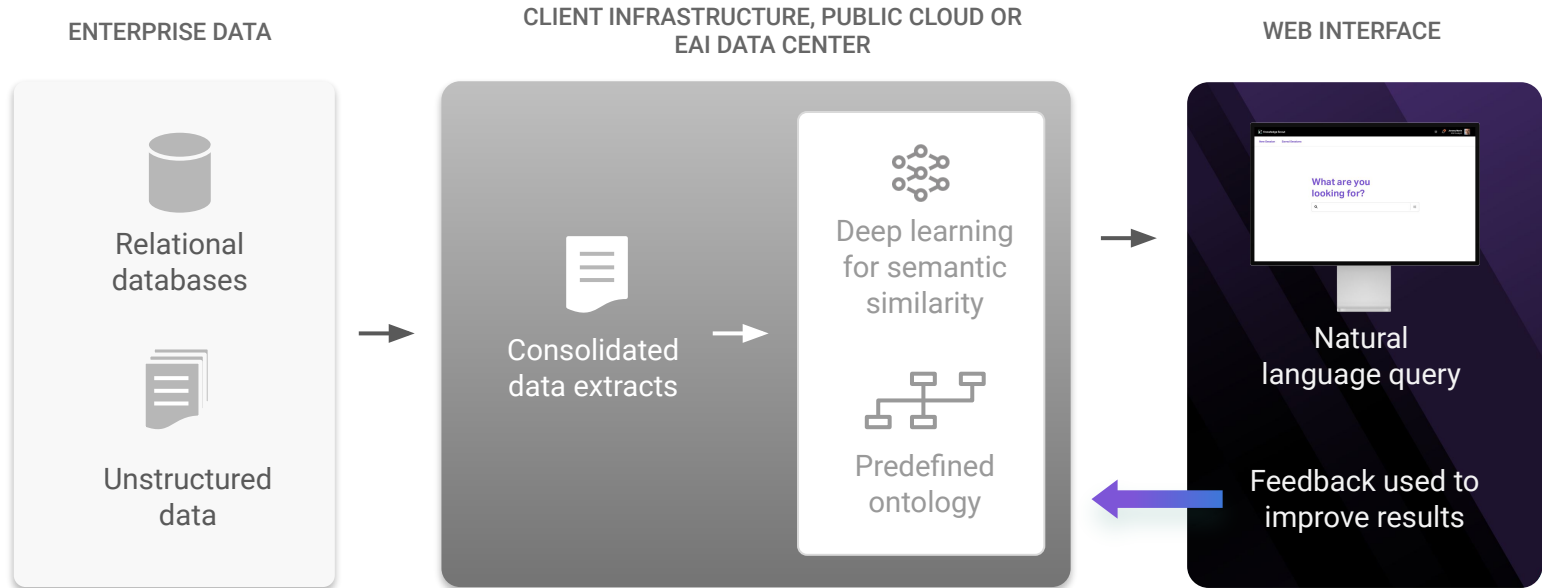 ENTERPRISE DATA
CLIENT INFRASTRUCTURE, PUBLIC CLOUD OR
EAI DATA CENTER
WEB INTERFACE
Relational
databases
Unstructured
data
Consolidated
data extracts
Deep learning
for semantic
similarity
Predefined
ontology
What are you
looking for?
Natural
language query
Feedback used to
improve results